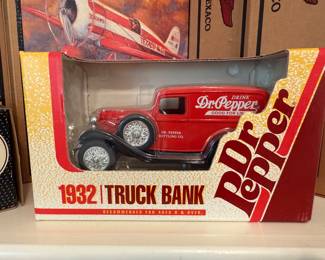 TEXACO
DRINK
Dr.Pepper
GOOD FOR LIFE
DR. PEPPER
BOTTLING CO.
Dr
Pepper
1932 TRUCK BANK
RECOMMENDED FOR AGES 8 & OVER.